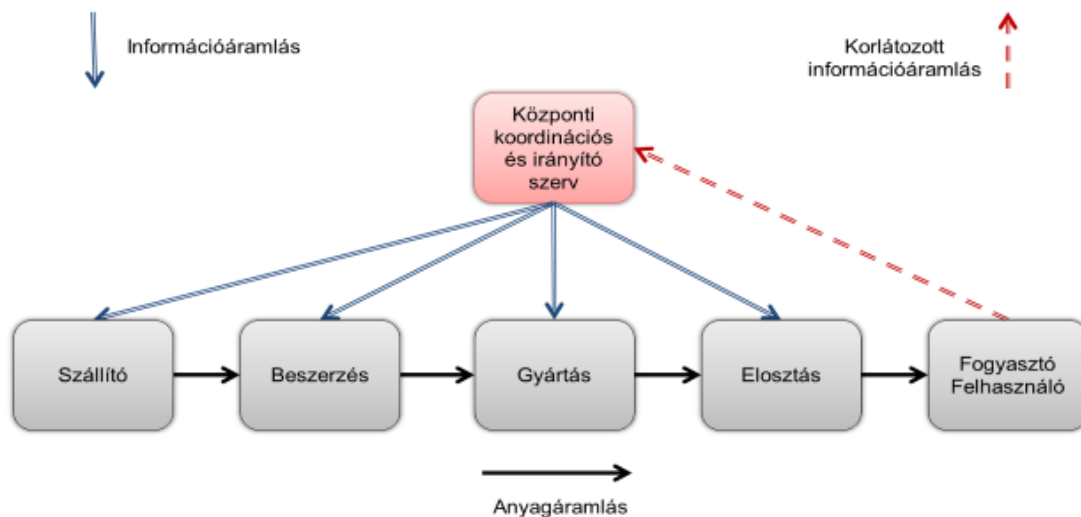 Információáramlás
Korlátozott
információáramlás
Központi
koordinációs
és irányító
szerv
Szállító
Beszerzés
Gyártás
Elosztás
Fogyasztó
Felhasználó
Anyagáramlás